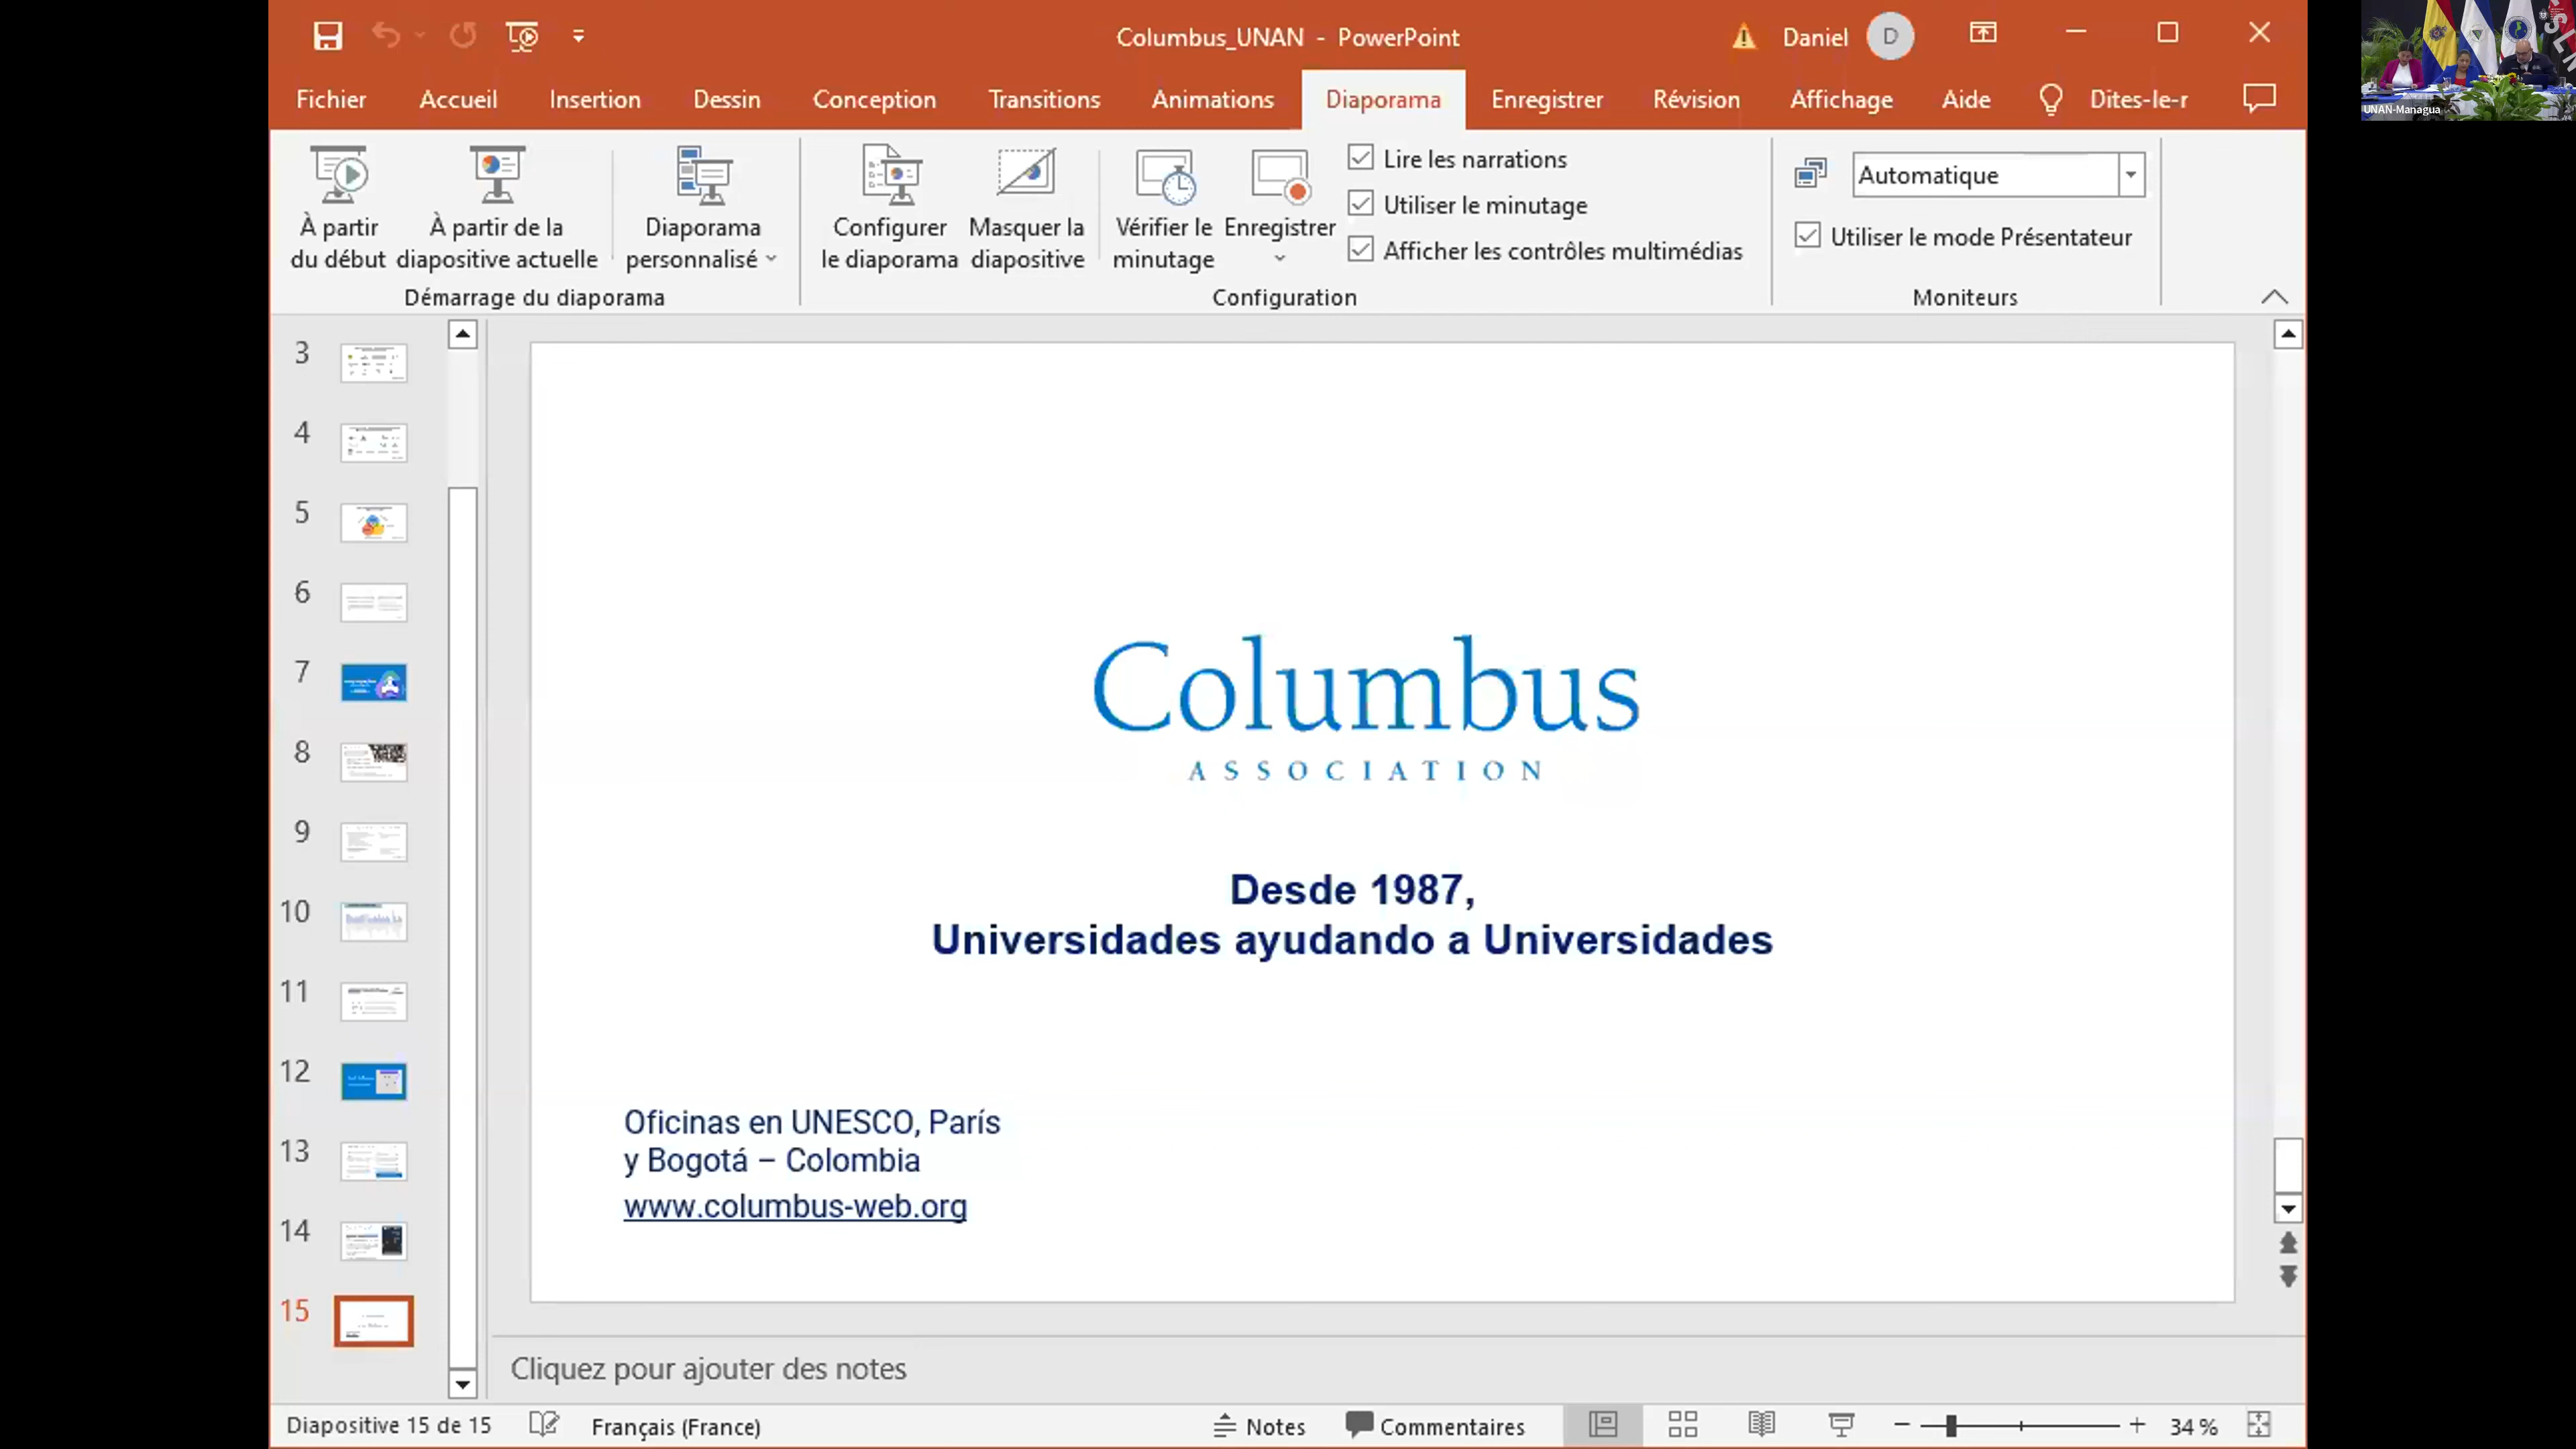 Columbus_UNAN - PowerPoint
Daniel
D
Fichier
Accueil
Insertion
Dessin
Conception
Transitions
Animations
Diaporama
Enregistrer
Révision
Affichage
Aide
Dites-le-r
À partir
du début
À partir de la
diapositive actuelle
Diaporama
personnalisé
Démarrage du diaporama
Configurer
le diaporama
Masquer la
diapositive
Vérifier le
minutage
Enregistrer
Lire les narrations
Utiliser le minutage
Afficher les contrôles multimédias
Configuration
Automatique
Utiliser le mode Présentateur
Moniteurs
UNAN-Managua
3
4
5
6
7
8
9
10
11
12
13
14
15
Columbus
ASSOCIATION
Desde 1987,
Universidades ayudando a Universidades
Oficinas en UNESCO, París
y Bogotá – Colombia
www.columbus-web.org
Cliquez pour ajouter des notes
Diapositive 15 de 15
Français (France)
Notes
Commentaires
34 %